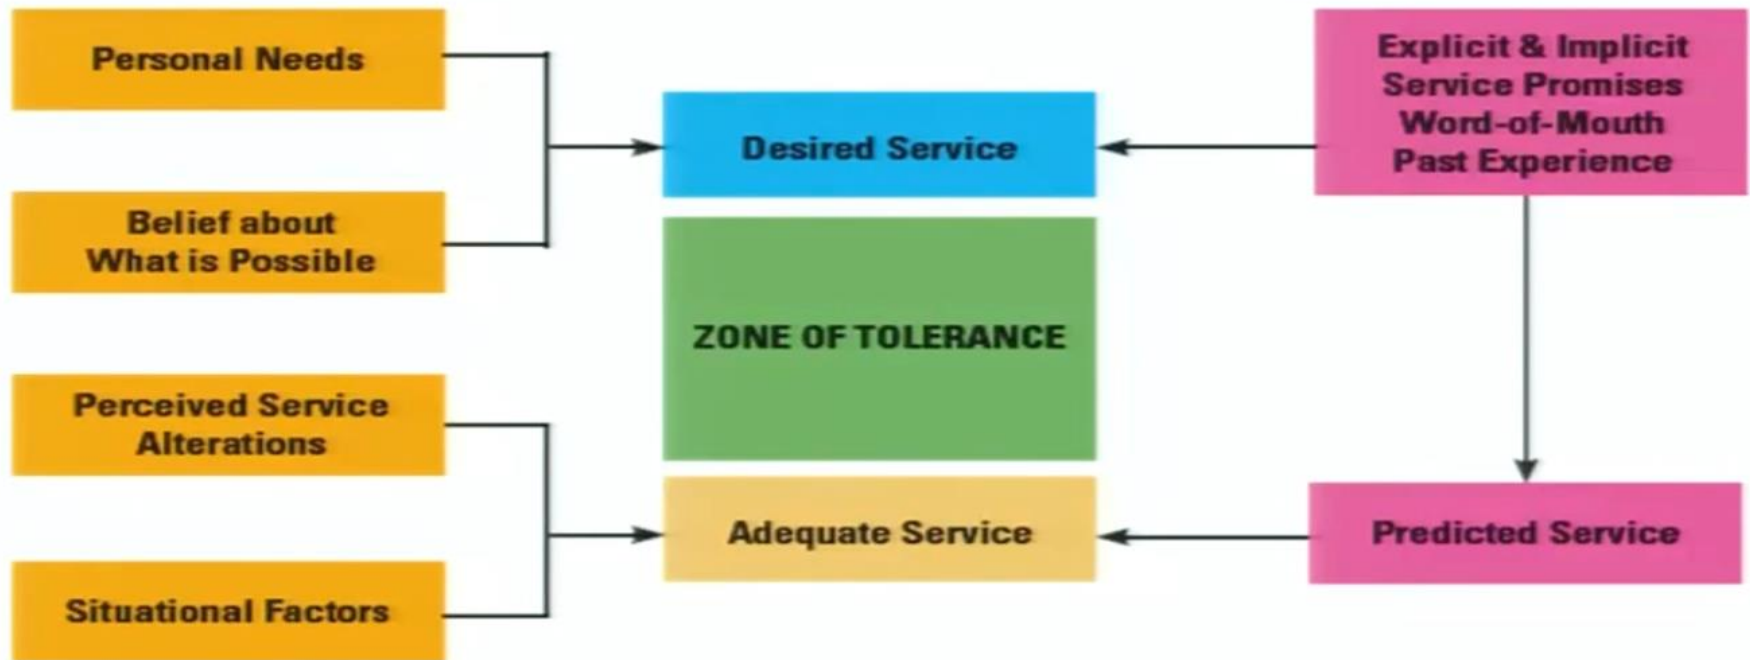 Personal Needs
Belief about
What is Possible
Perceived Service
Alterations
Situational Factors
Desired Service
ZONE OF TOLERANCE
Adequate Service
Explicit & Implicit
Service Promises
Word-of-Mouth
Past Experience
Predicted Service